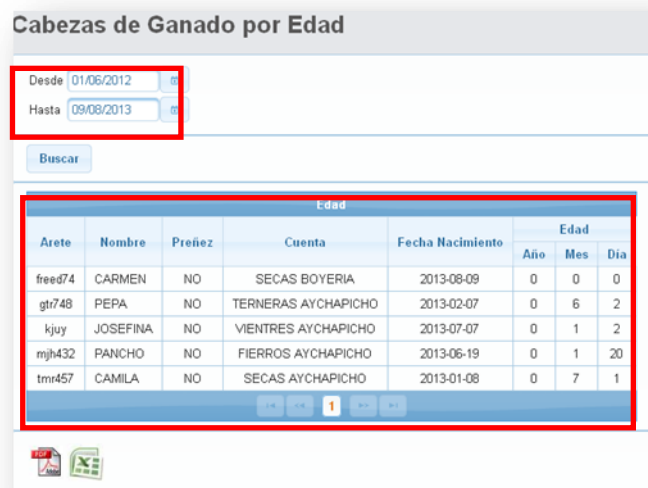 Cabezas de Ganado por Edad
Desde 01/06/2012
Hasta 09/08/2013
Buscar
Edad
Arete Nombre Preñez Cuenta Fecha Nacimiento Edad
Año Mes Día
freed74 CARMEN NO SECAS BOYERIA 2013-08-09 0 0 0
gtr748 PEPA NO TERNERAS AYCHAPICHO 2013-02-07 0 6 2
kjuy JOSEFINA NO VIENTRES AYCHAPICHO 2013-07-07 0 1 2
mjh432 PANCHO NO FIERROS AYCHAPICHO 2013-06-19 0 1 20
tmr457 CAMILA NO SECAS AYCHAPICHO 2013-01-08 0 7 1
1
PDF